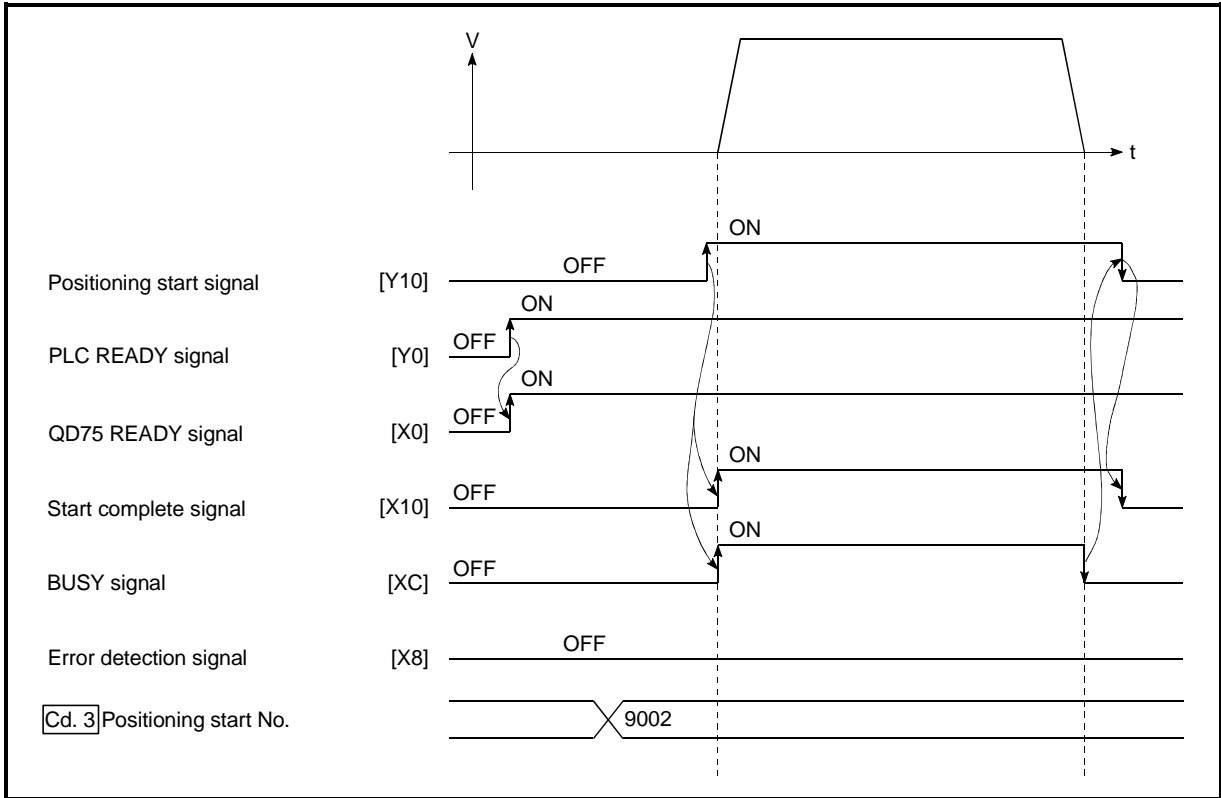 V
t
ON
Positioning start signal [Y10] OFF
ON
PLC READY signal [Y0] OFF
ON
QD75 READY signal [X0] OFF
ON
Start complete signal [X10] OFF
ON
BUSY signal [XC] OFF
Error detection signal [X8] OFF
Cd. 3 Positioning start No. 9002